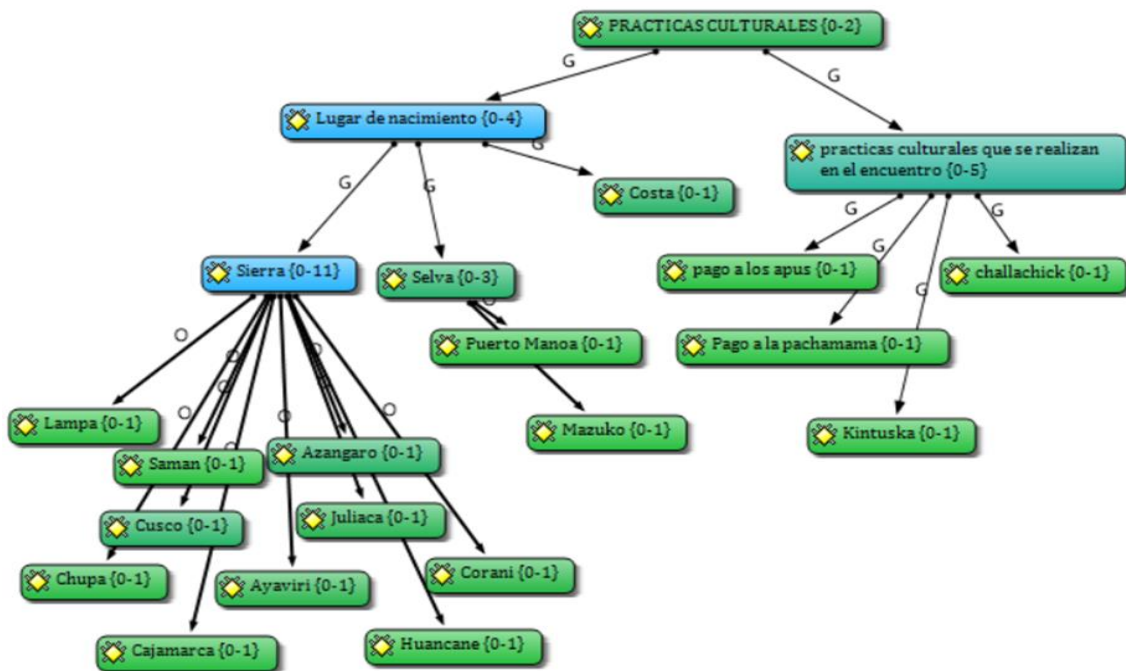 PRACTICAS CULTURALES {0-2}
G
G
Lugar de nacimiento {0-4}
G
practicas culturales que se realizan
en el encuentro {0-5}
G
G
Costa {0-1}
G
G
G
G
Sierra {0-11}
Selva {0-3}
pago a los apus {0-1}
challachick {0-1}
O
O
O
O
O
O
O
O
O
Puerto Manoa {0-1}
Pago a la pachamama {0-1}
Lampa {0-1}
Mazuko {0-1}
Kintuska {0-1}
Saman {0-1}
Azangaro {0-1}
Cusco {0-1}
Juliaca {0-1}
Chupa {0-1}
Ayaviri {0-1}
Corani {0-1}
Cajamarca {0-1}
Huancane {0-1}